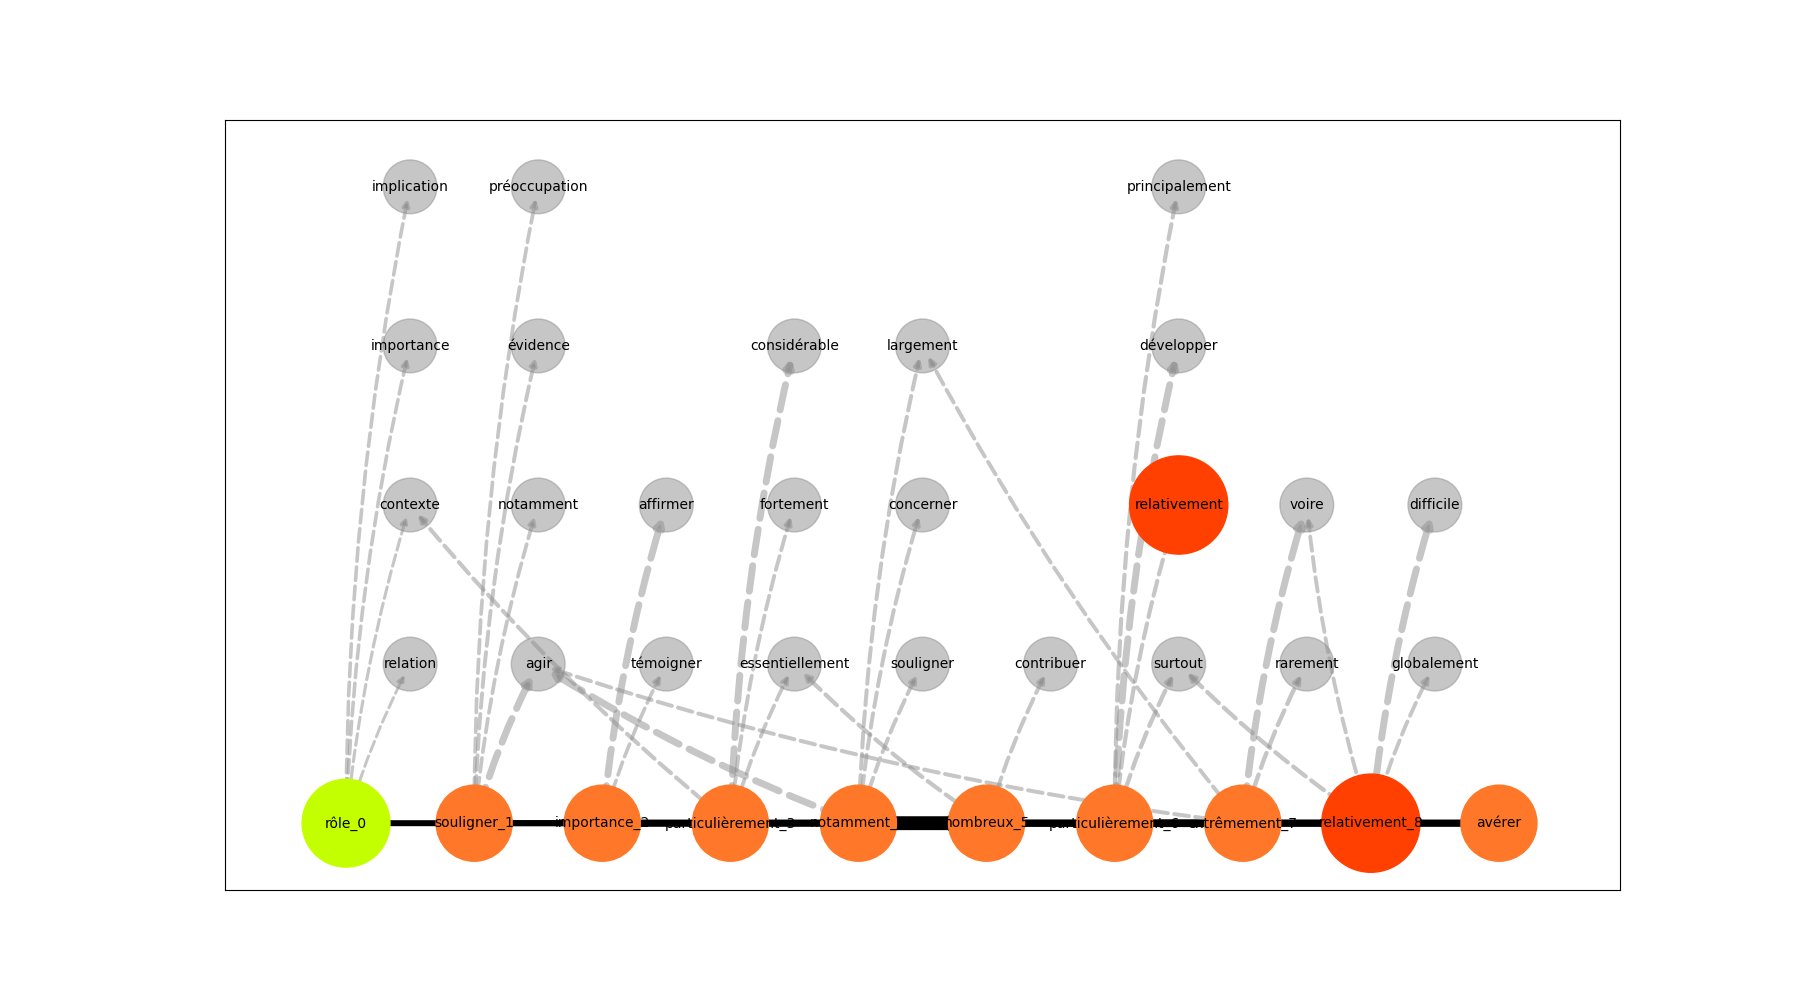 implication préoccupation principalement
importance évidence considérable largement développer
contexte notamment affirmer fortement concerner relativement voire difficile
relation agir témoigner essentiellement souligner contribuer surtout rarement globalement
rôle_0 souligner_1 importance_2 particulièrement_3 notamment_ nombreux_5 particulièrement_6 extrêmement_7 relativement_8 avérer